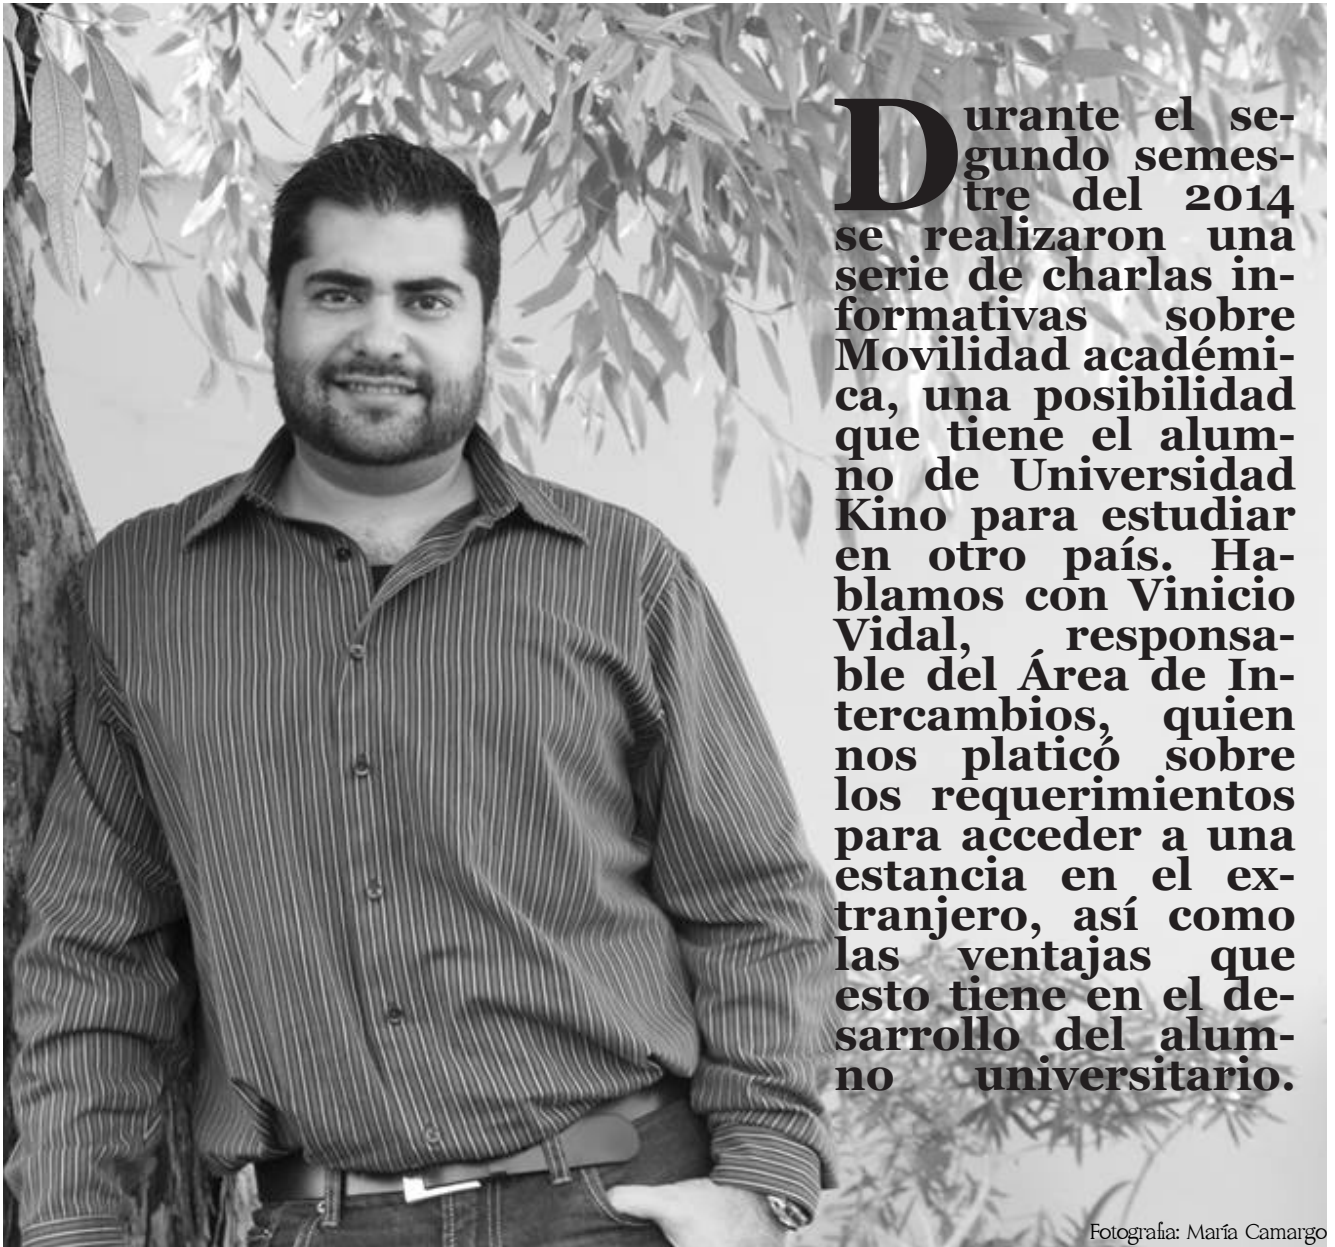 Durante el se-
gundo semes-
tre del 2014
se realizaron una
serie de charlas in-
formativas sobre
Movilidad académi-
ca, una posibilidad
que tiene el alum-
no de Universidad
Kino para estudiar
en otro país. Ha-
blamos con Vinicio
Vidal, responsa-
ble del Área de In-
tercambios, quien
nos platicó sobre
los requerimientos
para acceder a una
estancia en el ex-
tranjero, así como
las ventajas que
esto tiene en el de-
sarrollo del alum-
no universitario.
Fotografia: María Camargo